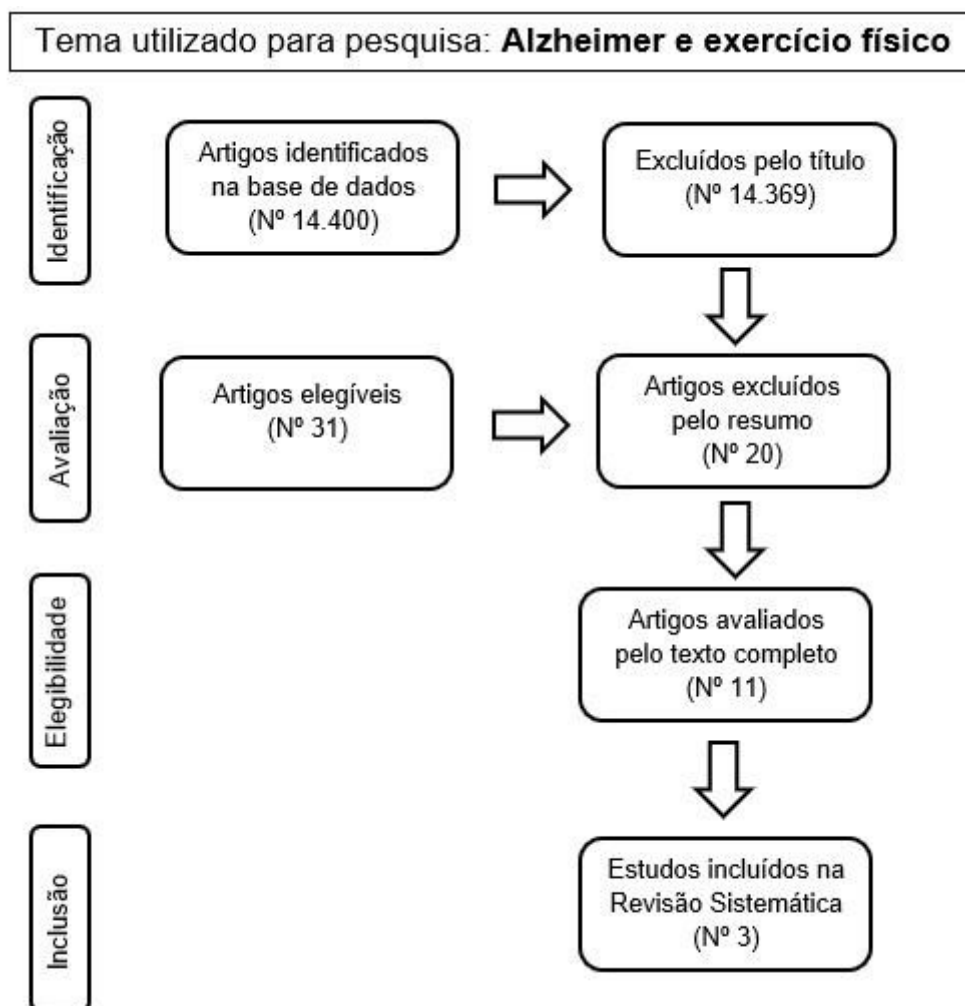 Tema utilizado para pesquisa: Alzheimer e exercício físico
Identificação
Artigos identificados
na base de dados
(Nº 14.400)
Excluídos pelo título
(Nº 14.369)
Avaliação
Artigos elegíveis
(Nº 31)
Artigos excluídos
pelo resumo
(Nº 20)
Elegibilidade
Artigos avaliados
pelo texto completo
(Nº 11)
Inclusão
Estudos incluídos na
Revisão Sistemática
(Nº 3)